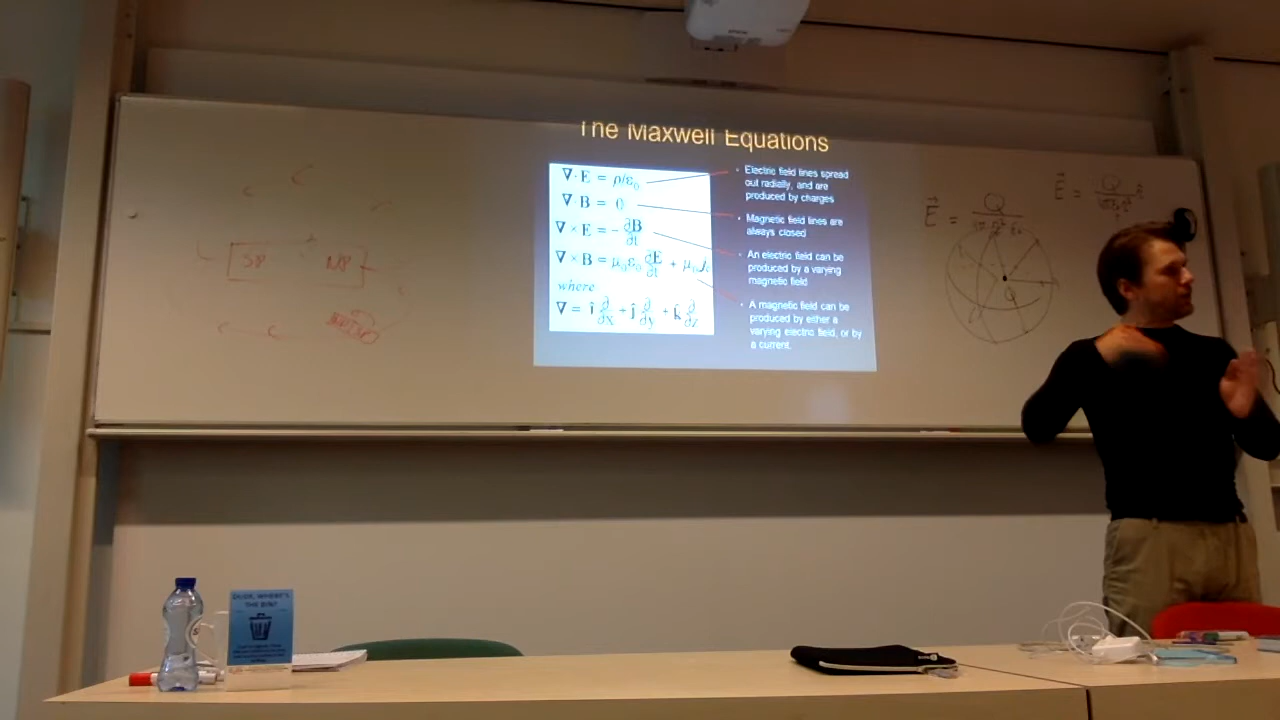 The Maxwell Equations
∇·E = ρ/ε₀
∇·B = 0
∇×E = -∂B/∂t
∇×B = μ₀ε₀ ∂E/∂t + μ₀j
where
∇ = î ∂/∂x + ĵ ∂/∂y + k̂ ∂/∂z
• Electric field lines spread
out radially, and are
produced by charges
• Magnetic field lines are
always closed
• An electric field can be
produced by a varying
magnetic field
• A magnetic field can be
produced by either a
varying electric field, or by
a current.
E⃗ = Q
E⃗ = Q
Q
DUDE, WHERE'S
THE BIN?